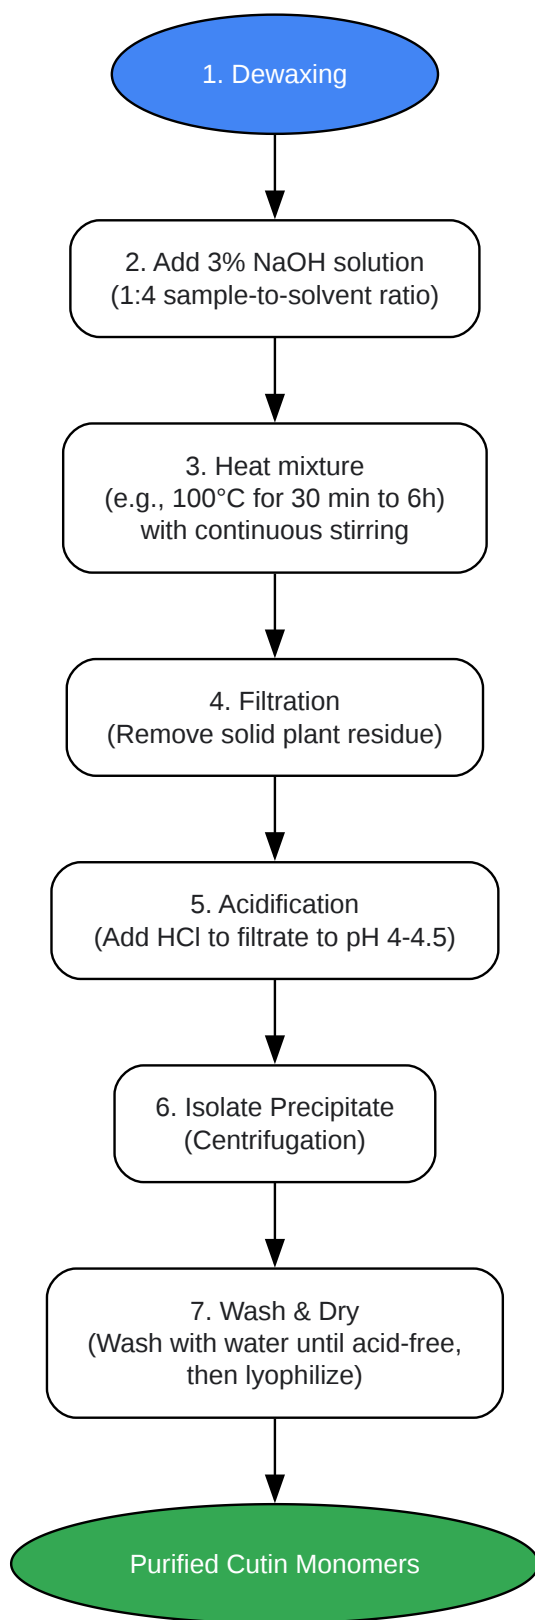 1. Dewaxing
2. Add 3% NaOH solution
(1:4 sample-to-solvent ratio)
3. Heat mixture
(e.g., 100°C for 30 min to 6h)
with continuous stirring
4. Filtration
(Remove solid plant residue)
5. Acidification
(Add HCl to filtrate to pH 4-4.5)
6. Isolate Precipitate
(Centrifugation)
7. Wash & Dry
(Wash with water until acid-free,
then lyophilize)
Purified Cutin Monomers